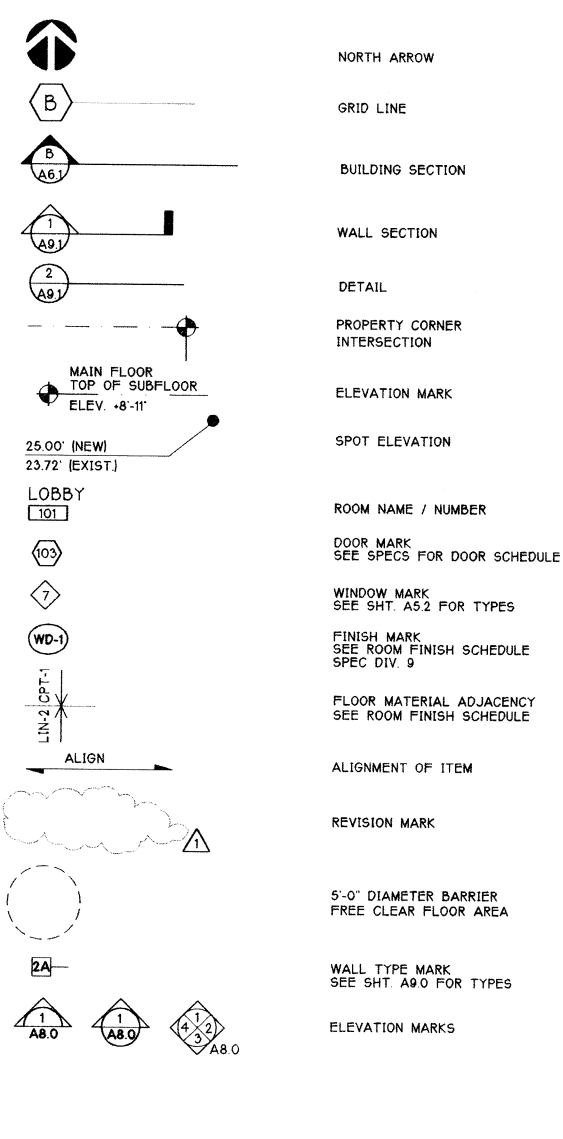 NORTH ARROW
B
GRID LINE
B
A6.1
BUILDING SECTION
1
A9.1
WALL SECTION
2
A9.1
DETAIL
PROPERTY CORNER
INTERSECTION
MAIN FLOOR
TOP OF SUBFLOOR
ELEV. +8'-11"
ELEVATION MARK
25.00' (NEW)
23.72' (EXIST.)
SPOT ELEVATION
LOBBY
101
ROOM NAME / NUMBER
103
DOOR MARK
SEE SPECS FOR DOOR SCHEDULE
7
WINDOW MARK
SEE SHT. A5.2 FOR TYPES
WD-1
FINISH MARK
SEE ROOM FINISH SCHEDULE
SPEC DIV. 9
LIN-2 CPT-1
FLOOR MATERIAL ADJACENCY
SEE ROOM FINISH SCHEDULE
ALIGN
ALIGNMENT OF ITEM
1
REVISION MARK
5'-0" DIAMETER BARRIER
FREE CLEAR FLOOR AREA
2A
WALL TYPE MARK
SEE SHT. A9.0 FOR TYPES
1
A8.0
1
A8.0
1
4 2
3
A8.0
ELEVATION MARKS